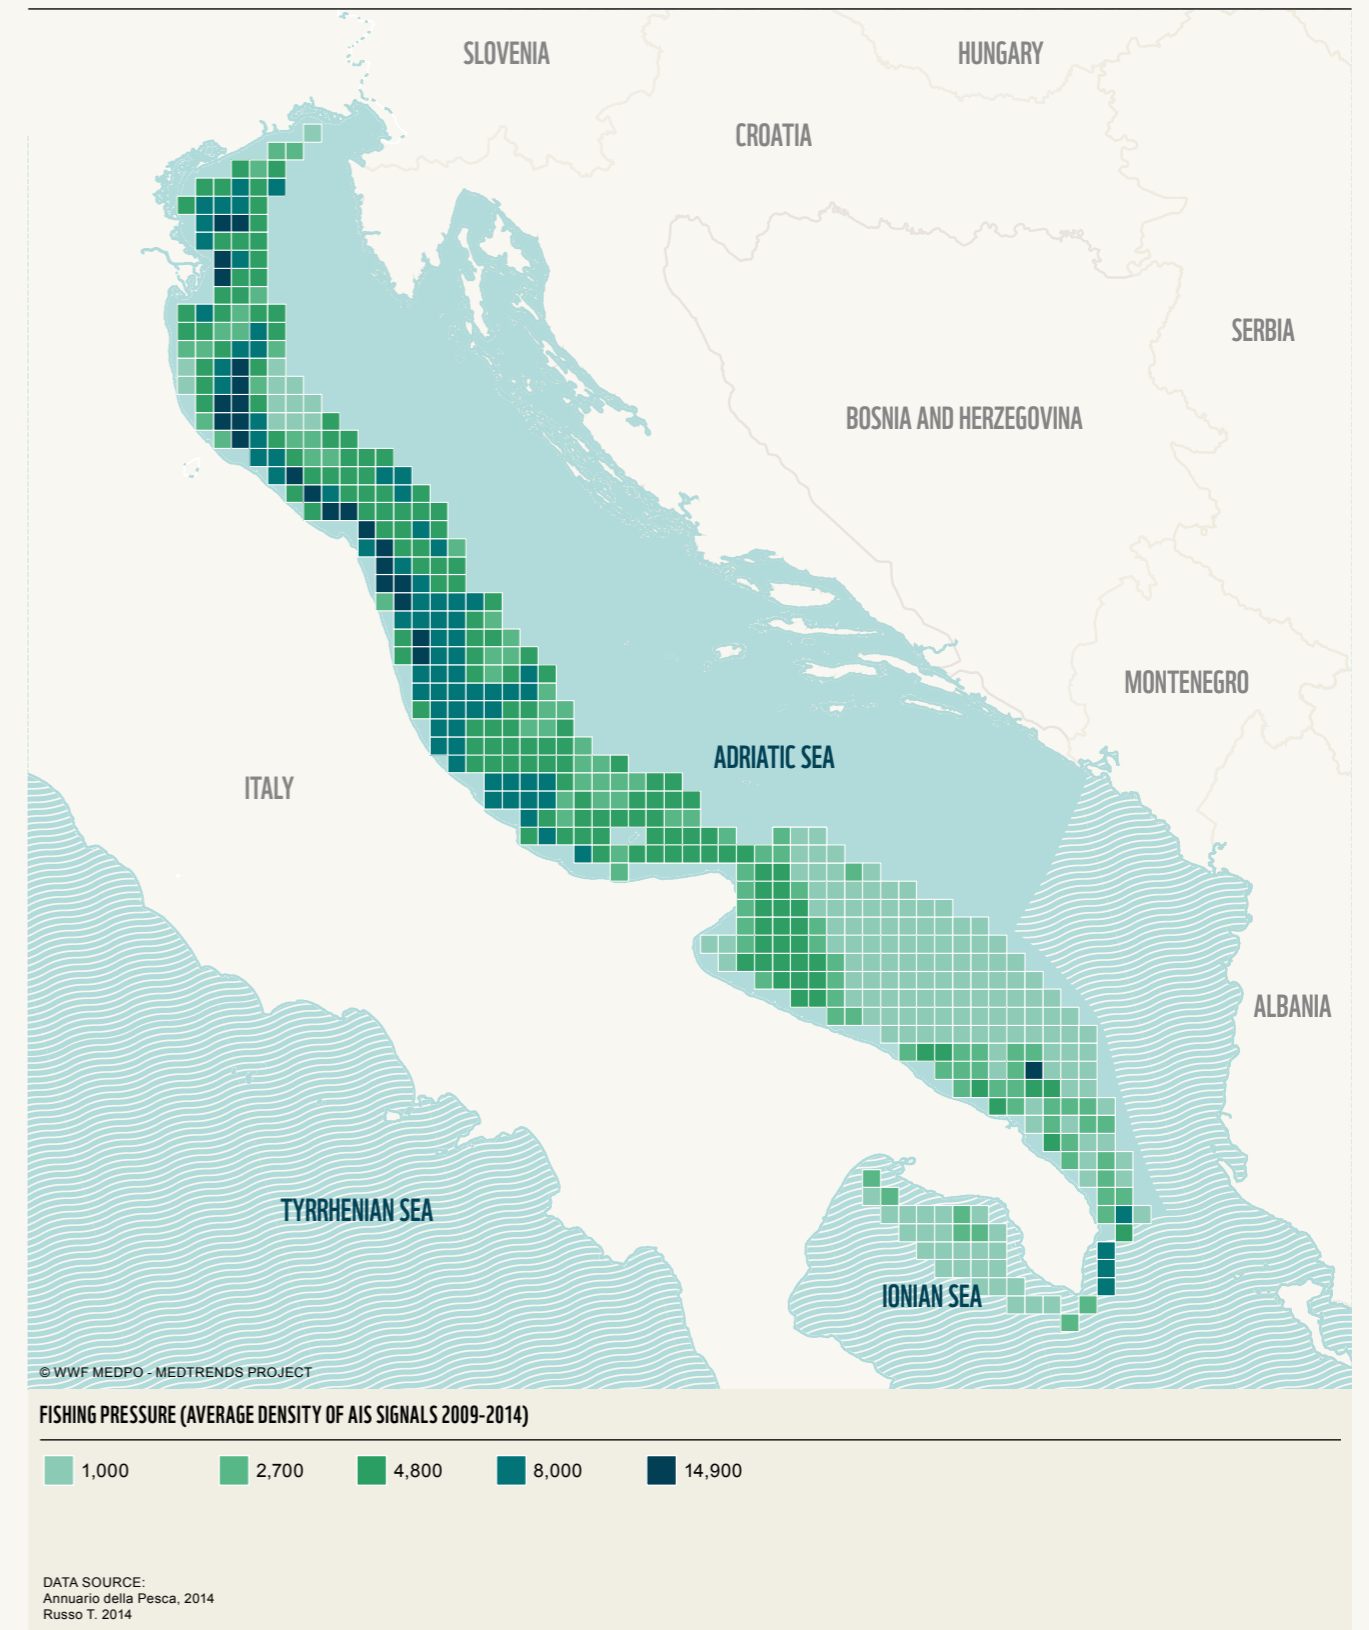 SLOVENIA
HUNGARY
CROATIA
SERBIA
BOSNIA AND HERZEGOVINA
MONTENEGRO
ADRIATIC SEA
ITALY
ALBANIA
TYRRHENIAN SEA
IONIAN SEA
© WWF MEDPO - MEDTRENDS PROJECT
FISHING PRESSURE (AVERAGE DENSITY OF AIS SIGNALS 2009-2014)
1,000 2,700 4,800 8,000 14,900
DATA SOURCE:
Annuario della Pesca, 2014
Russo T. 2014